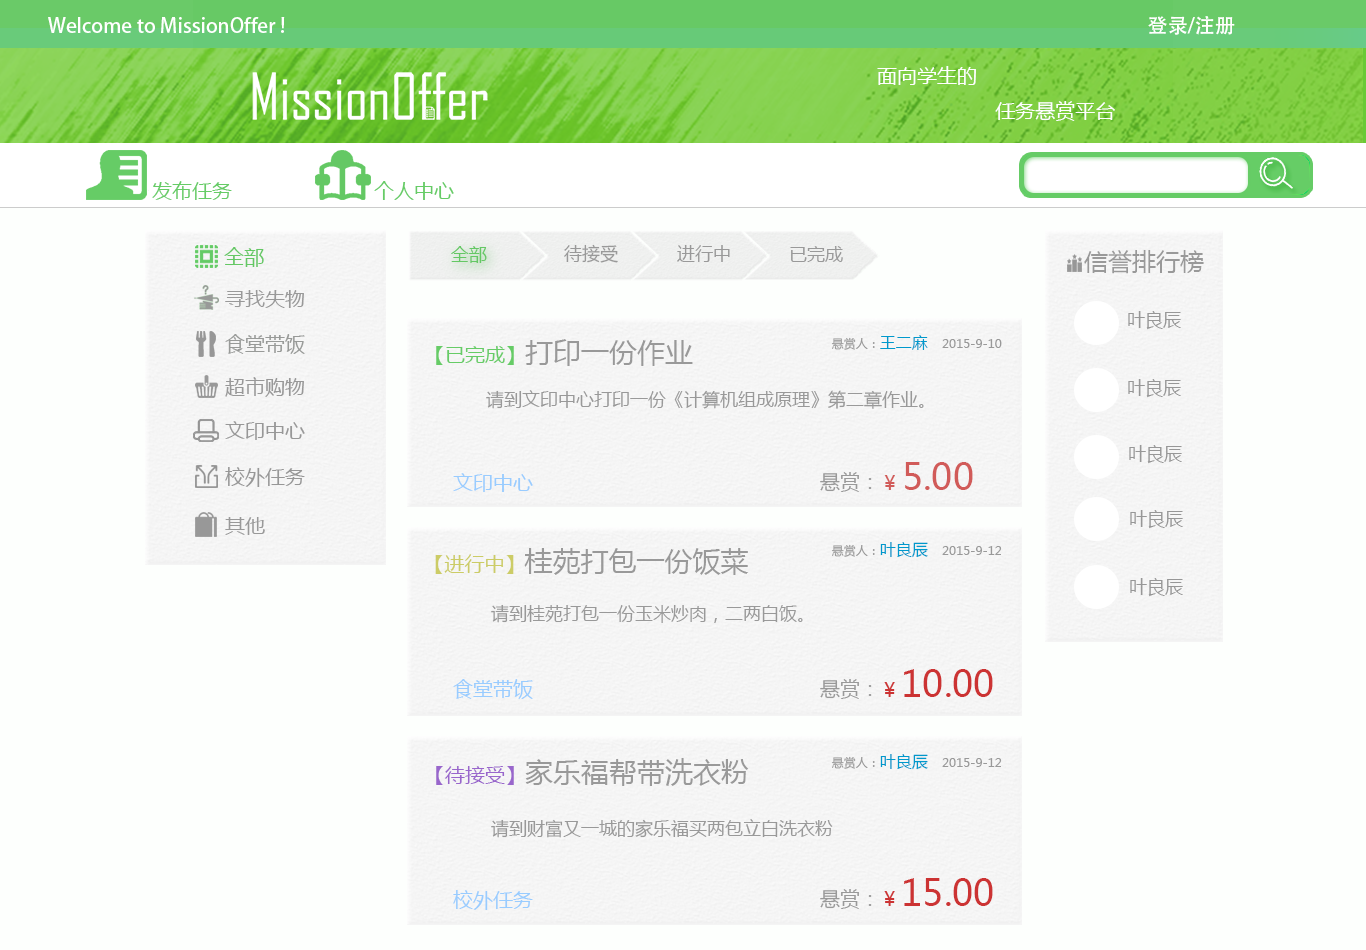 Welcome to MissionOffer !
登录/注册
MissionOffer
面向学生的
任务悬赏平台
发布任务
个人中心
全部
寻找失物
食堂带饭
超市购物
文印中心
校外任务
其他
全部
待接受
进行中
已完成
【已完成】打印一份作业
悬赏人：王二麻 2015-9-10
请到文印中心打印一份《计算机组成原理》第二章作业。
文印中心
悬赏：￥5.00
【进行中】桂苑打包一份饭菜
悬赏人：叶良辰 2015-9-12
请到桂苑打包一份玉米炒肉，二两白饭。
食堂带饭
悬赏：￥10.00
【待接受】家乐福帮带洗衣粉
悬赏人：叶良辰 2015-9-12
请到财富又一城的家乐福买两包立白洗衣粉
校外任务
悬赏：￥15.00
信誉排行榜
叶良辰
叶良辰
叶良辰
叶良辰
叶良辰